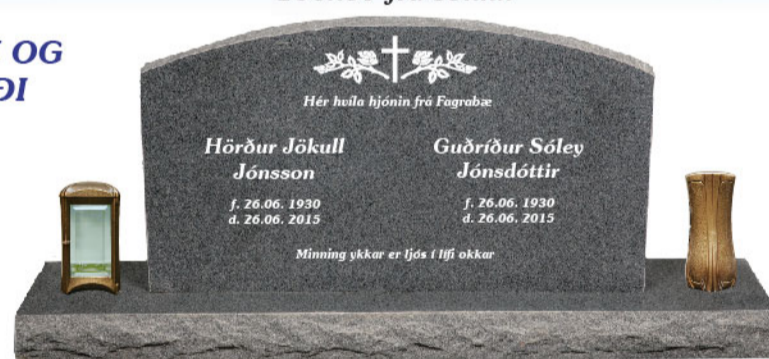 OG
Hér hvíla hjónin frá Fagrabæ
Hörður Jökull
Jónsson
f. 26.06. 1930
d. 26.06. 2015
Guðríður Sóley
Jónsdóttir
f. 26.06. 1930
d. 26.06. 2015
Minning ykkar er ljós í lífi okkar